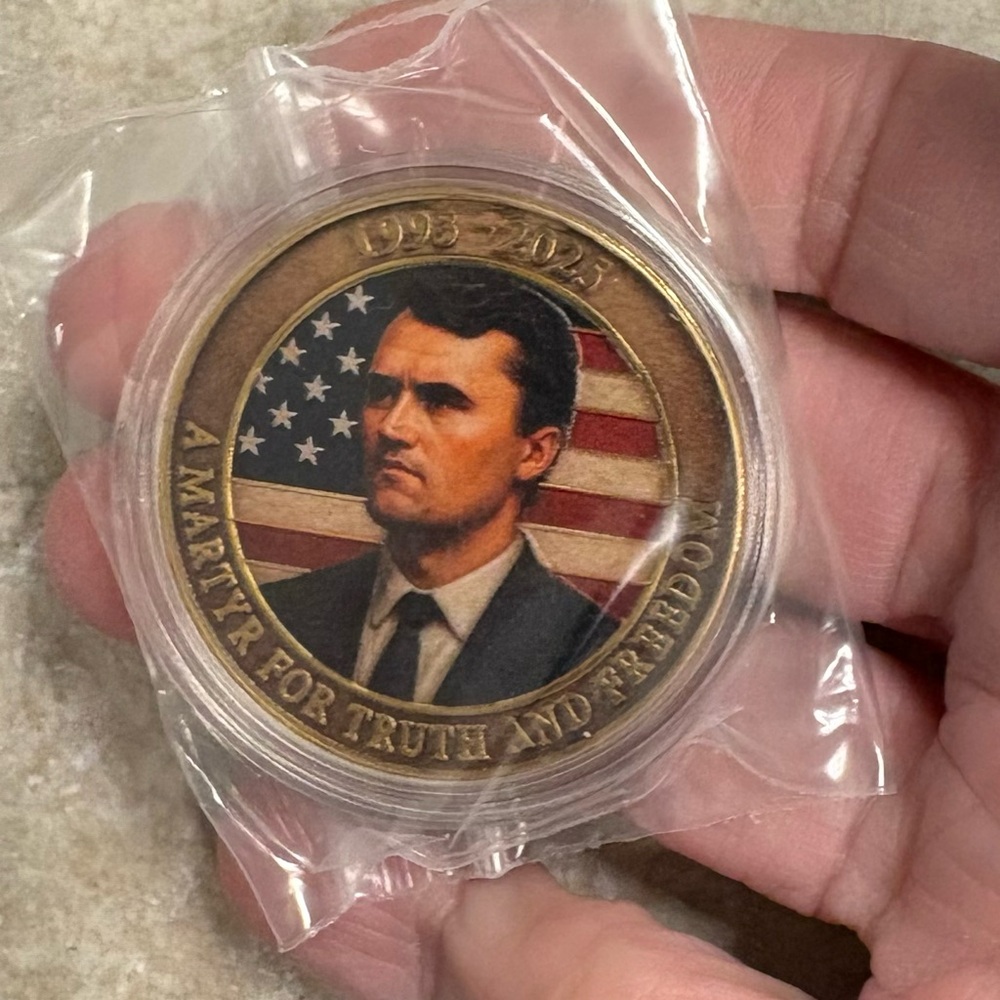 1993-2025
A MARTYR FOR TRUTH AND FREEDOM